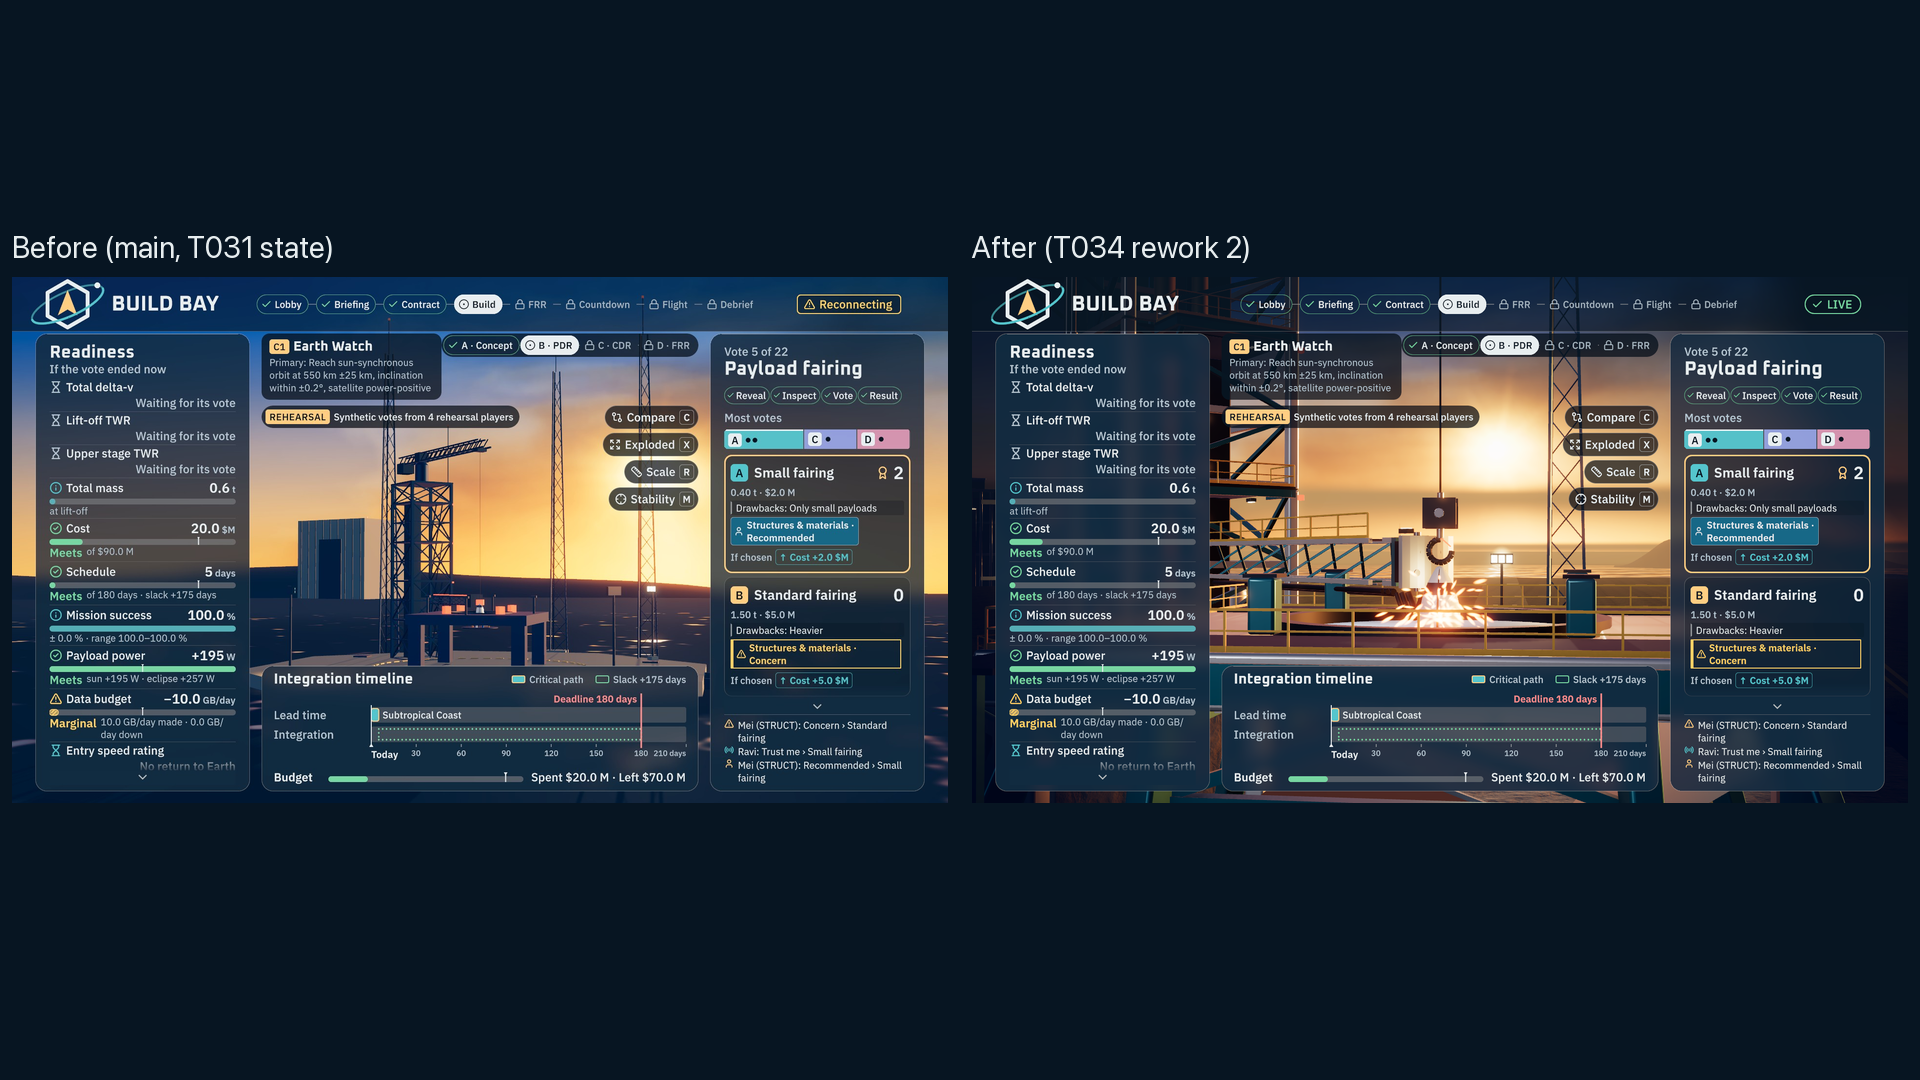 Before (main, T031 state)
BUILD BAY
Lobby
Briefing
Contract
Build
FRR
Countdown
Flight
Debrief
Reconnecting
Readiness
If the vote ended now
Total delta-v
Waiting for its vote
Lift-off TWR
Waiting for its vote
Upper stage TWR
Waiting for its vote
Total mass 0.6 t
at lift-off
Cost 20.0 $M
Meets of $90.0 M
Schedule 5 days
Meets of 180 days · slack +175 days
Mission success 100.0 %
± 0.0 % · range 100.0–100.0 %
Payload power +195 W
Meets sun +195 W · eclipse +257 W
Data budget −10.0 GB/day
Marginal 10.0 GB/day made · 0.0 GB/
day down
Entry speed rating
No return to Earth
C1 Earth Watch
Primary: Reach sun-synchronous
orbit at 550 km ±25 km, inclination
within ±0.2°, satellite power-positive
A · Concept
B · PDR
C · CDR
D · FRR
REHEARSAL Synthetic votes from 4 rehearsal players
Compare C
Exploded X
Scale R
Stability M
Integration timeline
Critical path
Slack +175 days
Deadline 180 days
Lead time Subtropical Coast
Integration
Today 30 60 90 120 150 180 210 days
Budget Spent $20.0 M · Left $70.0 M
Vote 5 of 22
Payload fairing
Reveal
Inspect
Vote
Result
Most votes
A
C
D
A Small fairing 2
0.40 t · $2.0 M
Drawbacks: Only small payloads
Structures & materials ·
Recommended
If chosen ↑ Cost +2.0 $M
B Standard fairing 0
1.50 t · $5.0 M
Drawbacks: Heavier
Structures & materials ·
Concern
If chosen ↑ Cost +5.0 $M
Mei (STRUCT): Concern › Standard
fairing
Ravi: Trust me › Small fairing
Mei (STRUCT): Recommended › Small
fairing
After (T034 rework 2)
BUILD BAY
Lobby
Briefing
Contract
Build
FRR
Countdown
Flight
Debrief
LIVE
Readiness
If the vote ended now
Total delta-v
Waiting for its vote
Lift-off TWR
Waiting for its vote
Upper stage TWR
Waiting for its vote
Total mass 0.6 t
at lift-off
Cost 20.0 $M
Meets of $90.0 M
Schedule 5 days
Meets of 180 days · slack +175 days
Mission success 100.0 %
± 0.0 % · range 100.0–100.0 %
Payload power +195 W
Meets sun +195 W · eclipse +257 W
Data budget −10.0 GB/day
Marginal 10.0 GB/day made · 0.0 GB/
day down
Entry speed rating
No return to Earth
C1 Earth Watch
Primary: Reach sun-synchronous
orbit at 550 km ±25 km, inclination
within ±0.2°, satellite power-positive
A · Concept
B · PDR
C · CDR
D · FRR
REHEARSAL Synthetic votes from 4 rehearsal players
Compare C
Exploded X
Scale R
Stability M
Integration timeline
Critical path
Slack +175 days
Deadline 180 days
Lead time Subtropical Coast
Integration
Today 30 60 90 120 150 180 210 days
Budget Spent $20.0 M · Left $70.0 M
Vote 5 of 22
Payload fairing
Reveal
Inspect
Vote
Result
Most votes
A
C
D
A Small fairing 2
0.40 t · $2.0 M
Drawbacks: Only small payloads
Structures & materials ·
Recommended
If chosen ↑ Cost +2.0 $M
B Standard fairing 0
1.50 t · $5.0 M
Drawbacks: Heavier
Structures & materials ·
Concern
If chosen ↑ Cost +5.0 $M
Mei (STRUCT): Concern › Standard
fairing
Ravi: Trust me › Small fairing
Mei (STRUCT): Recommended › Small
fairing